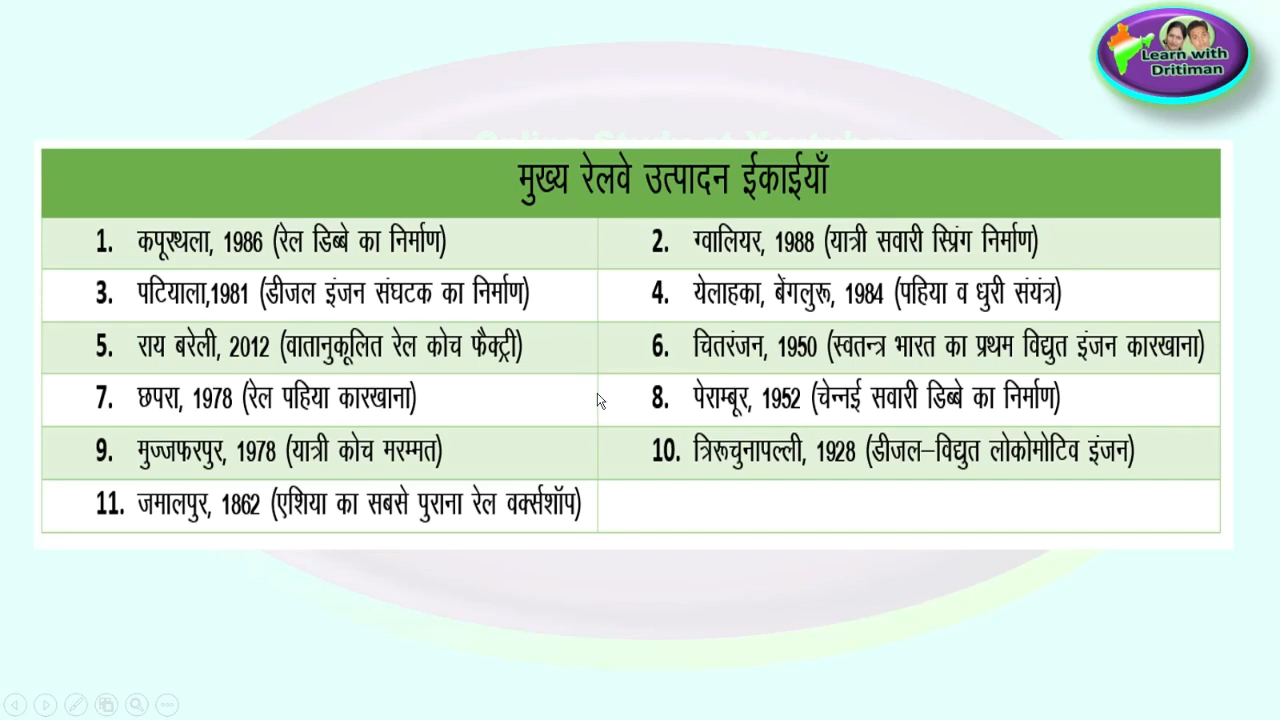 Learn with
Dritiman
मुख्य रेलवे उत्पादन ईकाईयाँ
1. कपूरथला, 1986 (रेल डिब्बे का निर्माण)
2. ग्वालियर, 1988 (यात्री सवारी स्प्रिंग निर्माण)
3. पटियाला,1981 (डीजल इंजन संघटक का निर्माण)
4. येलाहका, बेंगलुरू, 1984 (पहिया व धुरी संयंत्र)
5. राय बरेली, 2012 (वातानुकूलित रेल कोच फैक्ट्री)
6. चितरंजन, 1950 (स्वतन्त्र भारत का प्रथम विद्युत इंजन कारखाना)
7. छपरा, 1978 (रेल पहिया कारखाना)
8. पेराम्बूर, 1952 (चेन्नई सवारी डिब्बे का निर्माण)
9. मुज्जफरपुर, 1978 (यात्री कोच मरम्मत)
10. त्रिरूचुनापल्ली, 1928 (डीजल–विद्युत लोकोमोटिव इंजन)
11. जमालपुर, 1862 (एशिया का सबसे पुराना रेल वर्क्सशॉप)